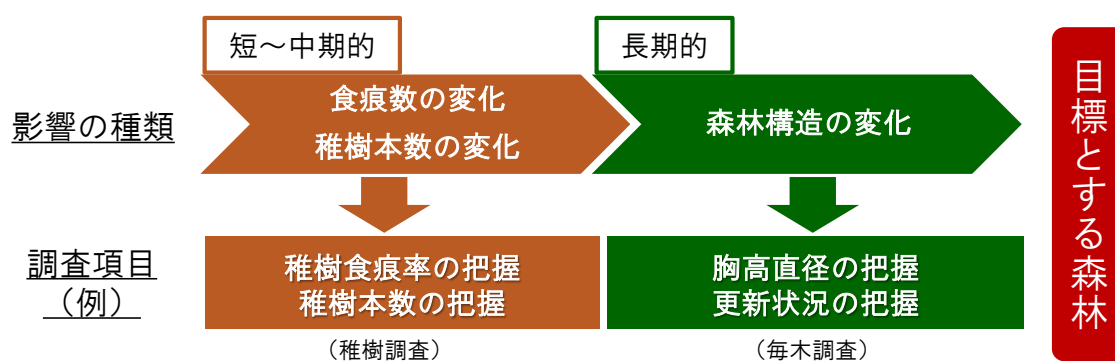 短～中期的
長期的
影響の種類
食痕数の変化
稚樹本数の変化
森林構造の変化
調査項目
（例）
稚樹食痕率の把握
稚樹本数の把握
胸高直径の把握
更新状況の把握
（稚樹調査）
（毎木調査）
目標とする森林